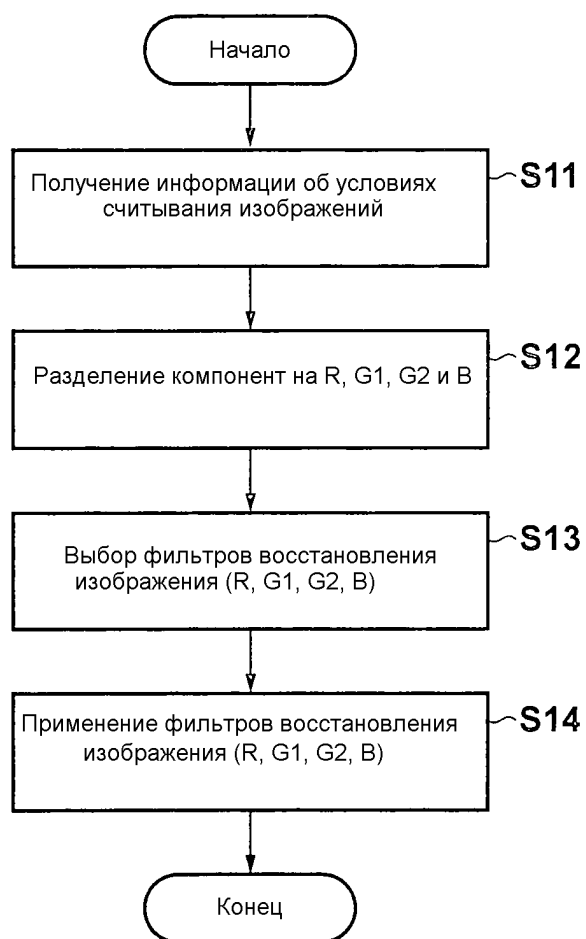 Начало
Получение информации об условиях
считывания изображений
S11
Разделение компонент на R, G1, G2 и B
S12
Выбор фильтров восстановления
изображения (R, G1, G2, B)
S13
Применение фильтров восстановления
изображения (R, G1, G2, B)
S14
Конец